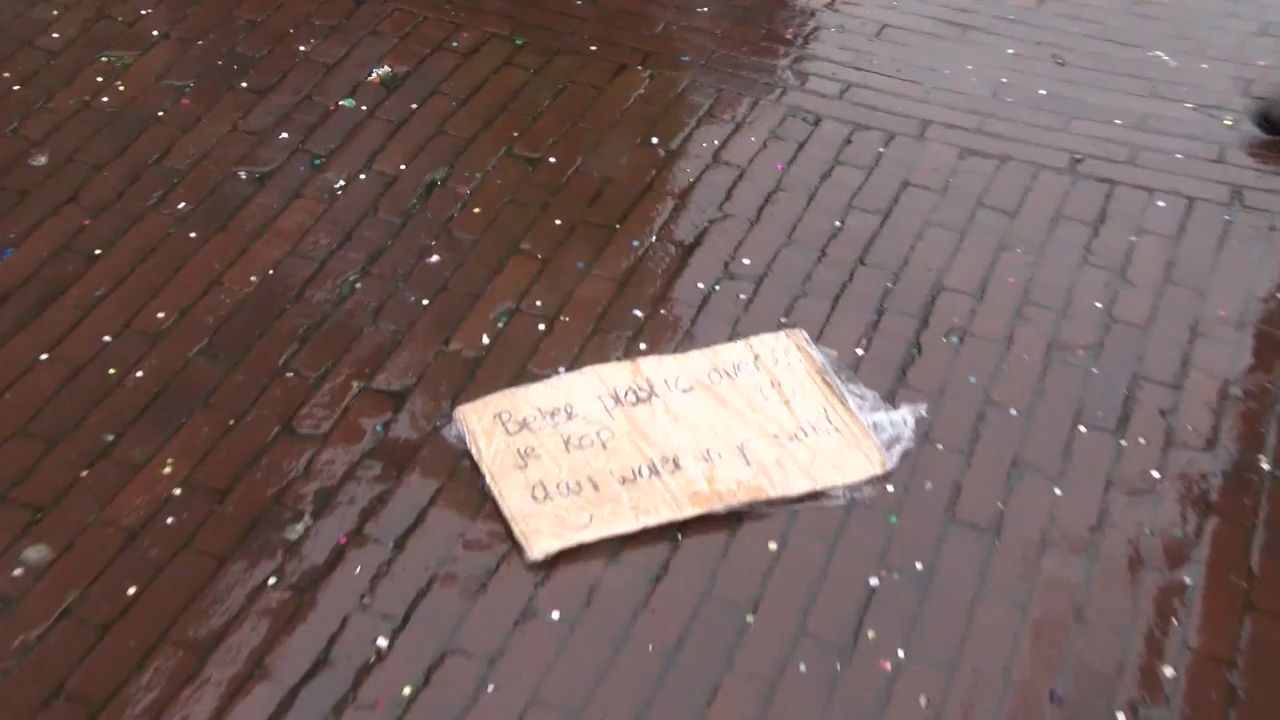 Beter plastic over
je kop
dan water in je